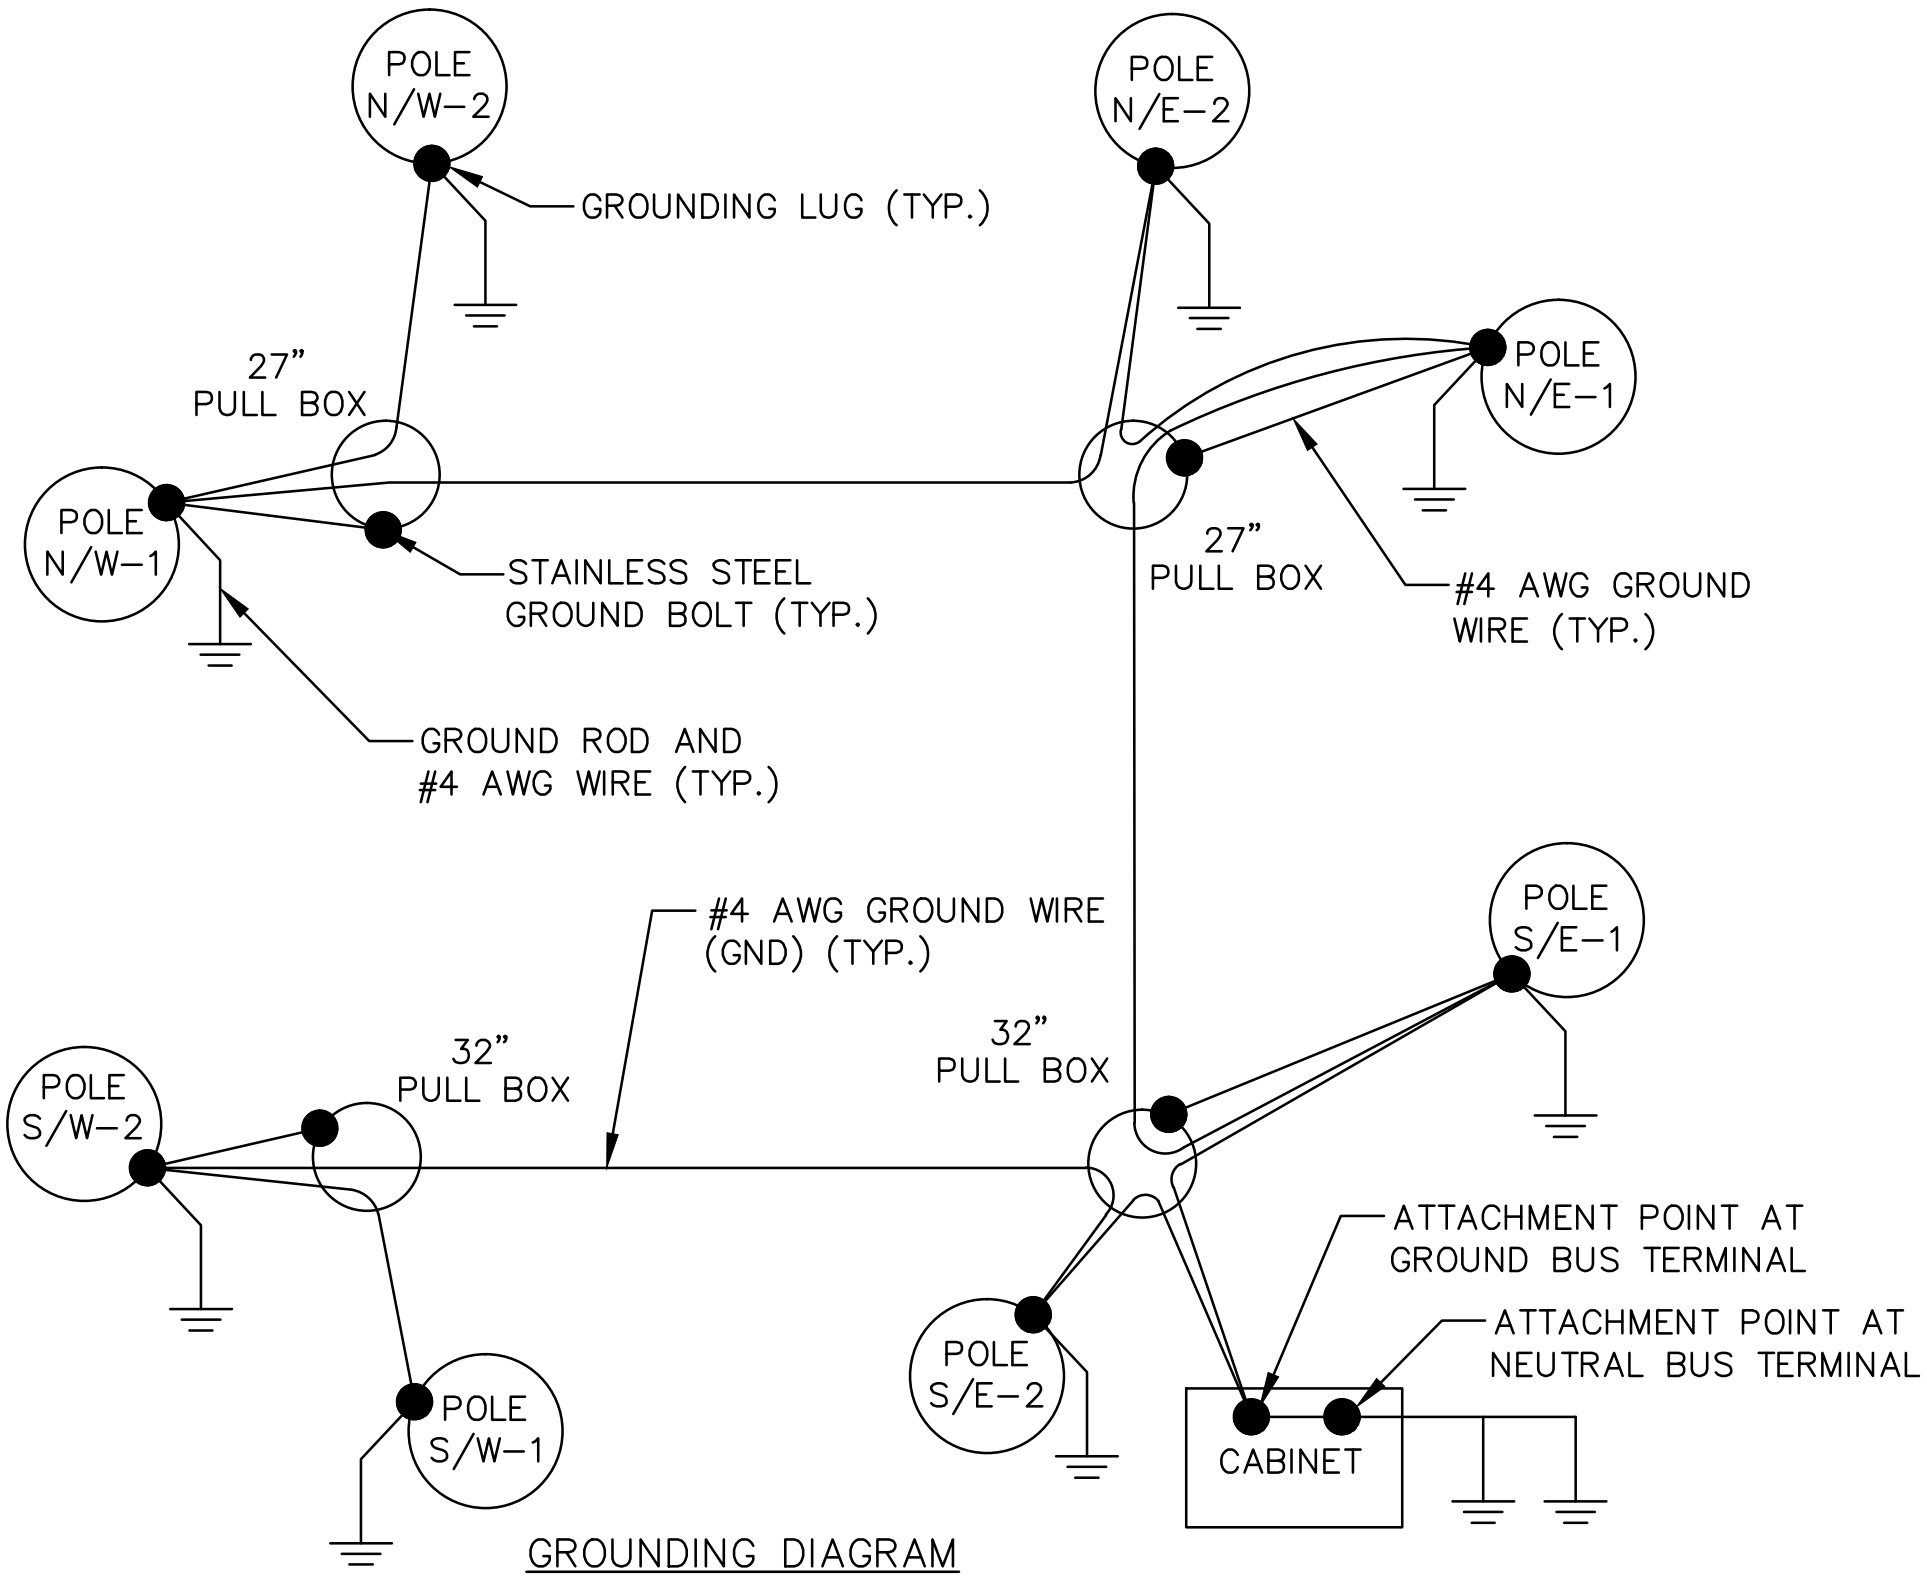 POLE
N/W-2
POLE
N/E-2
GROUNDING LUG (TYP.)
27"
PULL BOX
POLE
N/E-1
POLE
N/W-1
STAINLESS STEEL
GROUND BOLT (TYP.)
27"
PULL BOX
#4 AWG GROUND
WIRE (TYP.)
GROUND ROD AND
#4 AWG WIRE (TYP.)
#4 AWG GROUND WIRE
(GND) (TYP.)
POLE
S/E-1
32"
PULL BOX
32"
PULL BOX
POLE
S/W-2
ATTACHMENT POINT AT
GROUND BUS TERMINAL
ATTACHMENT POINT AT
NEUTRAL BUS TERMINAL
POLE
S/E-2
POLE
S/W-1
CABINET
GROUNDING DIAGRAM